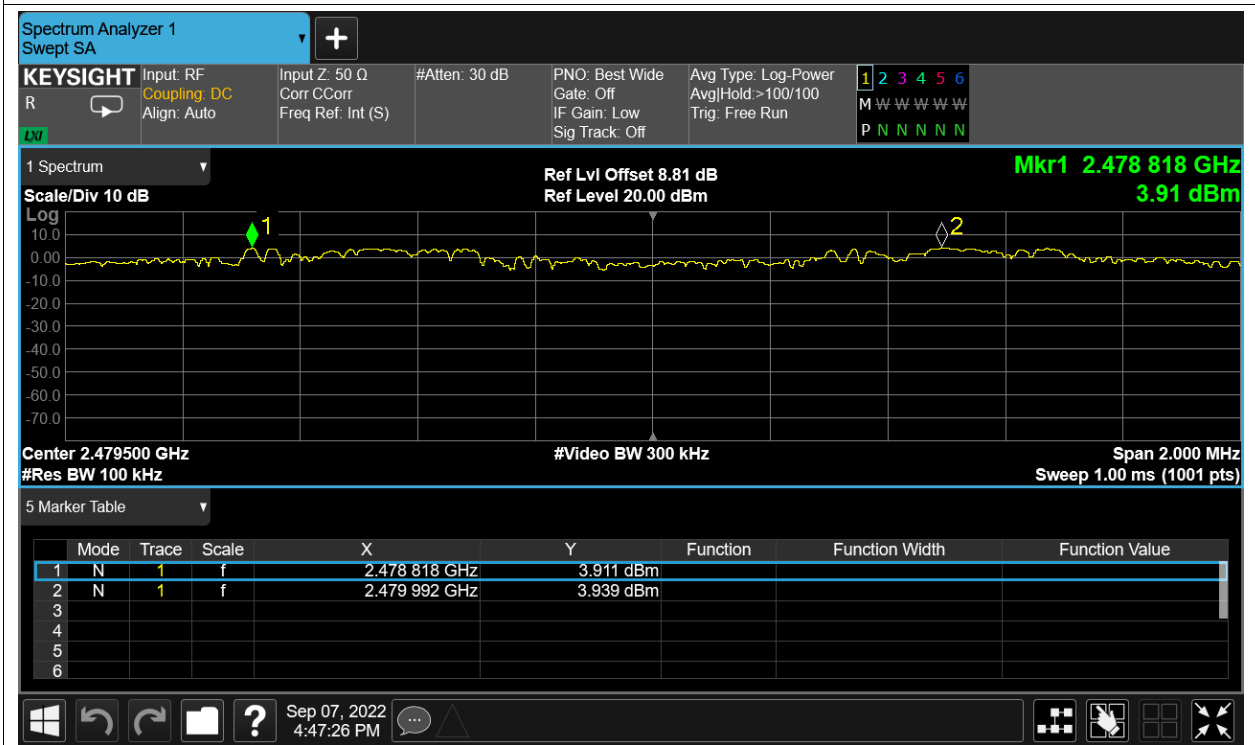 Spectrum Analyzer 1
Swept SA
KEYSIGHT
R
LXI
Input: RF
Coupling: DC
Align: Auto
Input Z: 50 Ω
Corr CCorr
Freq Ref: Int (S)
#Atten: 30 dB
PNO: Best Wide
Gate: Off
IF Gain: Low
Sig Track: Off
Avg Type: Log-Power
Avg|Hold:>100/100
Trig: Free Run
1 2 3 4 5 6
M W W W W W
P N N N N N
1 Spectrum
Scale/Div 10 dB
Ref Lvl Offset 8.81 dB
Ref Level 20.00 dBm
Mkr1 2.478 818 GHz
3.91 dBm
Log
10.0
0.00
-10.0
-20.0
-30.0
-40.0
-50.0
-60.0
-70.0
1
2
Center 2.479500 GHz
#Video BW 300 kHz
Span 2.000 MHz
#Res BW 100 kHz
Sweep 1.00 ms (1001 pts)
5 Marker Table
Mode Trace Scale X Y Function Function Width Function Value
1 N 1 f 2.478 818 GHz 3.911 dBm
2 N 1 f 2.479 992 GHz 3.939 dBm
3
4
5
6
?
Sep 07, 2022
4:47:26 PM